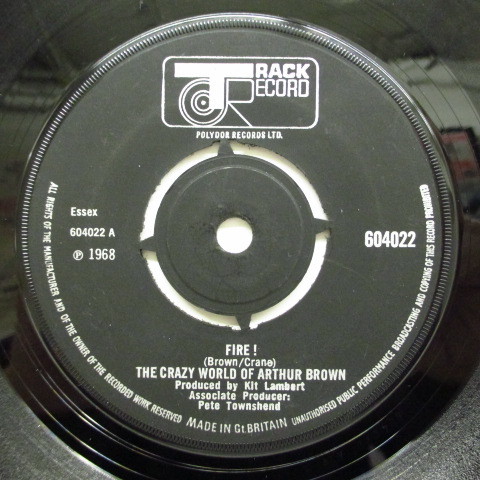 TRACK
RECORD
POLYDOR RECORDS LTD.
Essex
604022 A
℗ 1968
604022
FIRE !
(Brown/Crane)
THE CRAZY WORLD OF ARTHUR BROWN
Produced by Kit Lambert
Associate Producer:
Pete Townshend
ALL RIGHTS OF THE MANUFACTURER AND OF THE OWNER OF THE RECORDED WORK RESERVED
MADE IN Gt. BRITAIN
UNAUTHORISED PUBLIC PERFORMANCE BROADCASTING AND COPYING OF THIS RECORD PROHIBITED